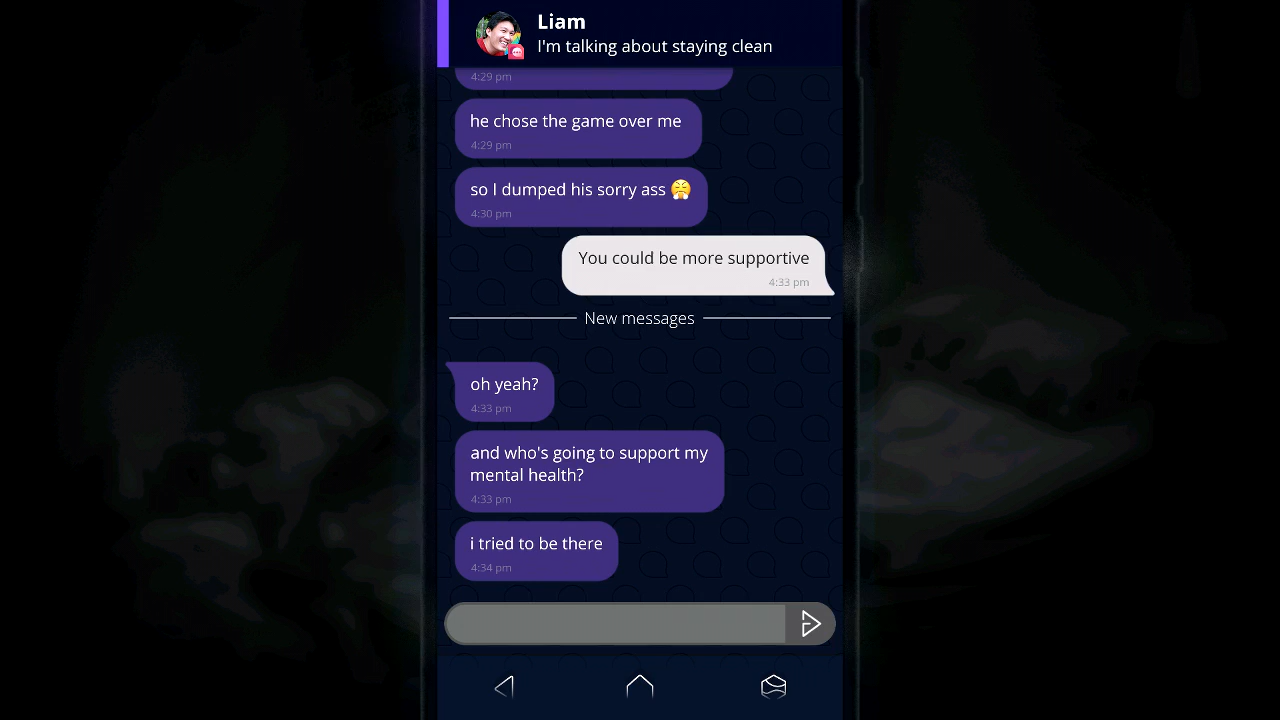 Liam
I'm talking about staying clean
4:29 pm
he chose the game over me
4:29 pm
so I dumped his sorry ass 😤
4:30 pm
You could be more supportive
4:33 pm
New messages
oh yeah?
4:33 pm
and who's going to support my
mental health?
4:33 pm
i tried to be there
4:34 pm